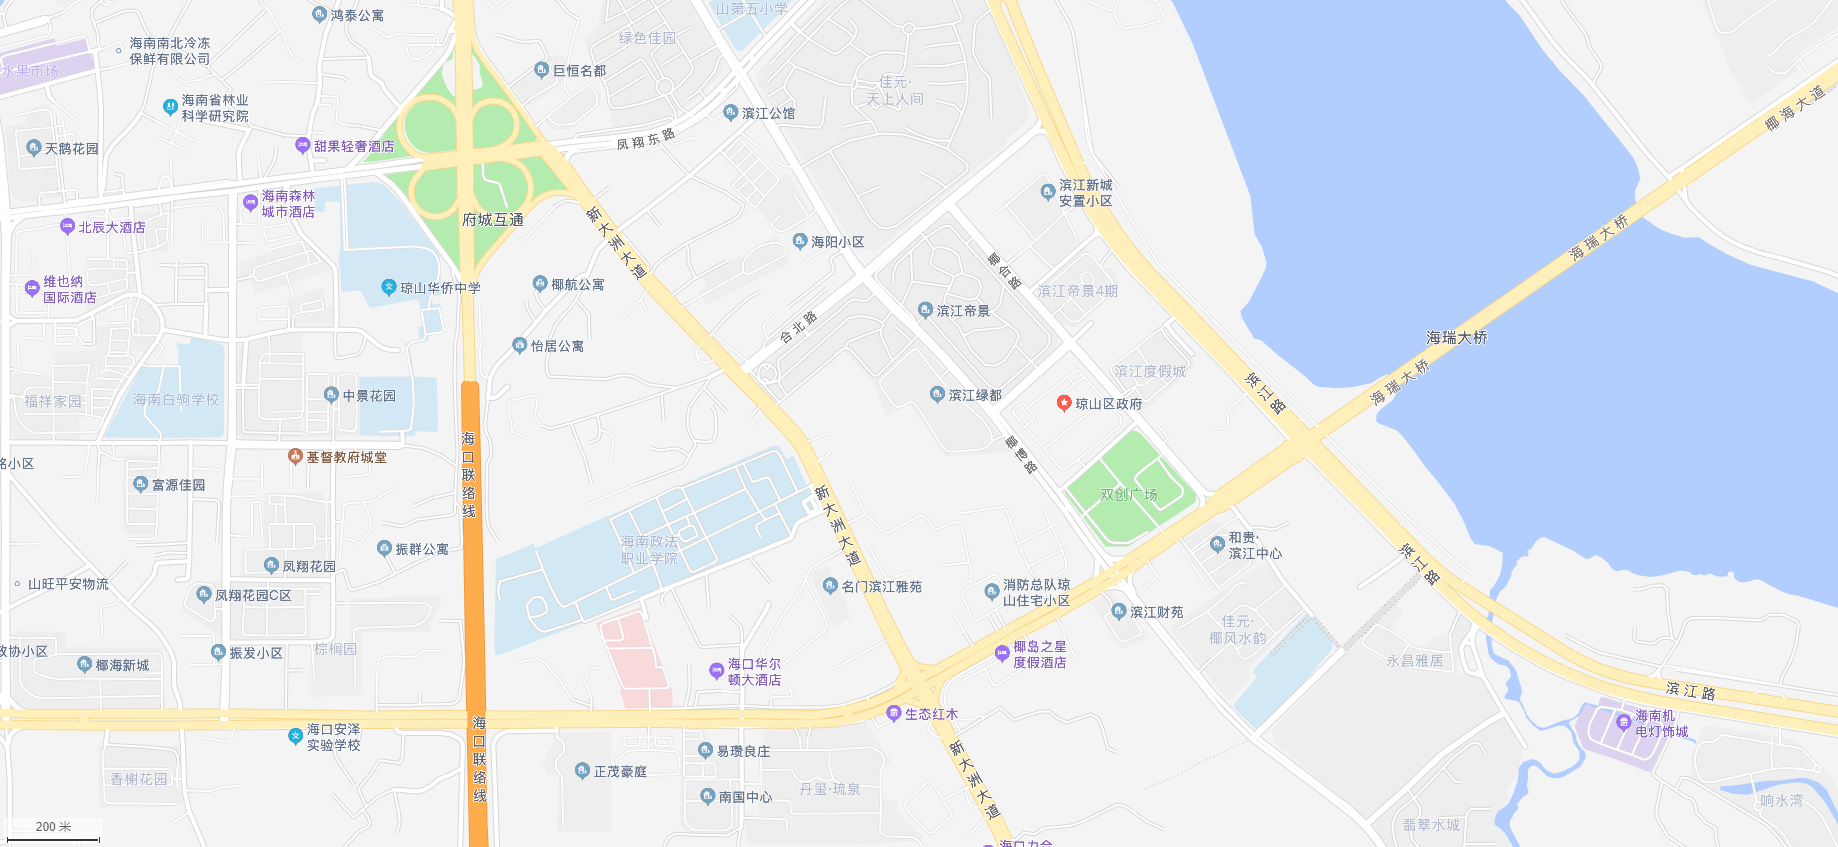 鸿泰公寓
山第五小学
绿色佳园
海南南北冷冻
保鲜有限公司
水果市场
巨恒名都
佳元·
天上人间
海南省林业
科学研究院
滨江公馆
椰海大道
凤翔东路
天鹅花园
甜果轻奢酒店
海南森林
城市酒店
滨江新城
安置小区
北辰大酒店
府城互通
新大洲大道
海阳小区
海瑞大桥
椰合路
维也纳
国际酒店
琼山华侨中学
椰航公寓
滨江帝景4期
滨江帝景
合北路
海瑞大桥
怡居公寓
滨江度假城
海瑞大桥
福祥家园
海南白驹学校
中景花园
滨江绿都
琼山区政府
滨江路
海口联络线
基督教府城堂
椰博路
铭小区
富源佳园
新大洲大道
双创广场
海南政法
职业学院
振群公寓
和贵·
滨江中心
滨江路
凤翔花园
山旺平安物流
凤翔花园C区
名门滨江雅苑
消防总队琼
山住宅小区
滨江财苑
佳元·
椰风水韵
政协小区
椰海新城
振发小区
棕榈园
海口华尔
顿大酒店
椰岛之星
度假酒店
永昌雅居
滨江路
生态红木
海南机
电灯饰城
海口安泽
实验学校
海口联络线
易瓒良庄
新大洲大道
香榭花园
正茂豪庭
南国中心
丹玺·琉泉
响水湾
翡翠水城
200 米
海口力合